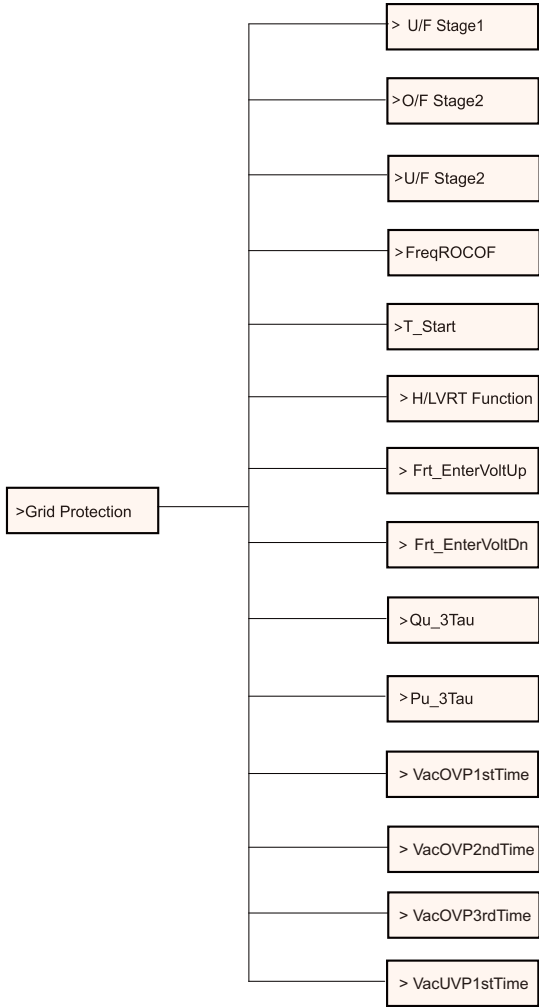 > U/F Stage1
>O/F Stage2
>U/F Stage2
>FreqROCOF
>T_Start
> H/LVRT Function
> Frt_EnterVoltUp
>Grid Protection
> Frt_EnterVoltDn
>Qu_3Tau
>Pu_3Tau
> VacOVP1stTime
> VacOVP2ndTime
> VacOVP3rdTime
> VacUVP1stTime